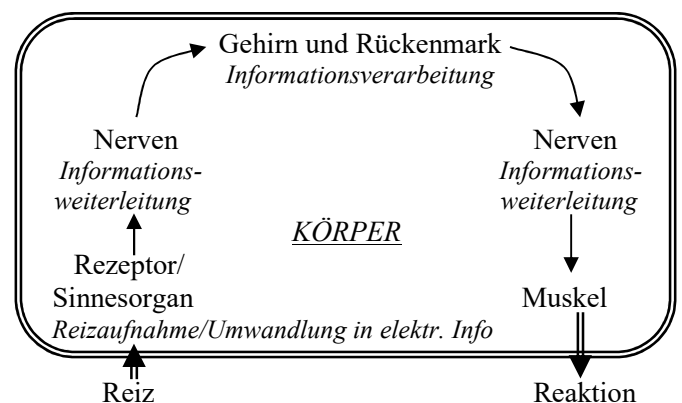 Gehirn und Rückenmark
Informationsverarbeitung
Nerven
Informations-
weiterleitung
Nerven
Informations-
weiterleitung
KÖRPER
Rezeptor/
Sinnesorgan
Reizaufnahme/Umwandlung in elektr. Info
Muskel
Reiz
Reaktion